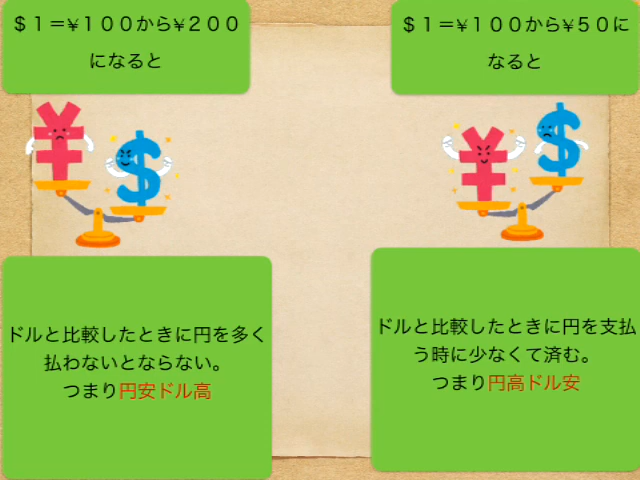 ＄１＝¥１００から¥２００
になると
＄１＝¥１００から¥５０に
なると
ドルと比較したときに円を多く
払わないとならない。
つまり円安ドル高
ドルと比較したときに円を支払
う時に少なくて済む。
つまり円高ドル安